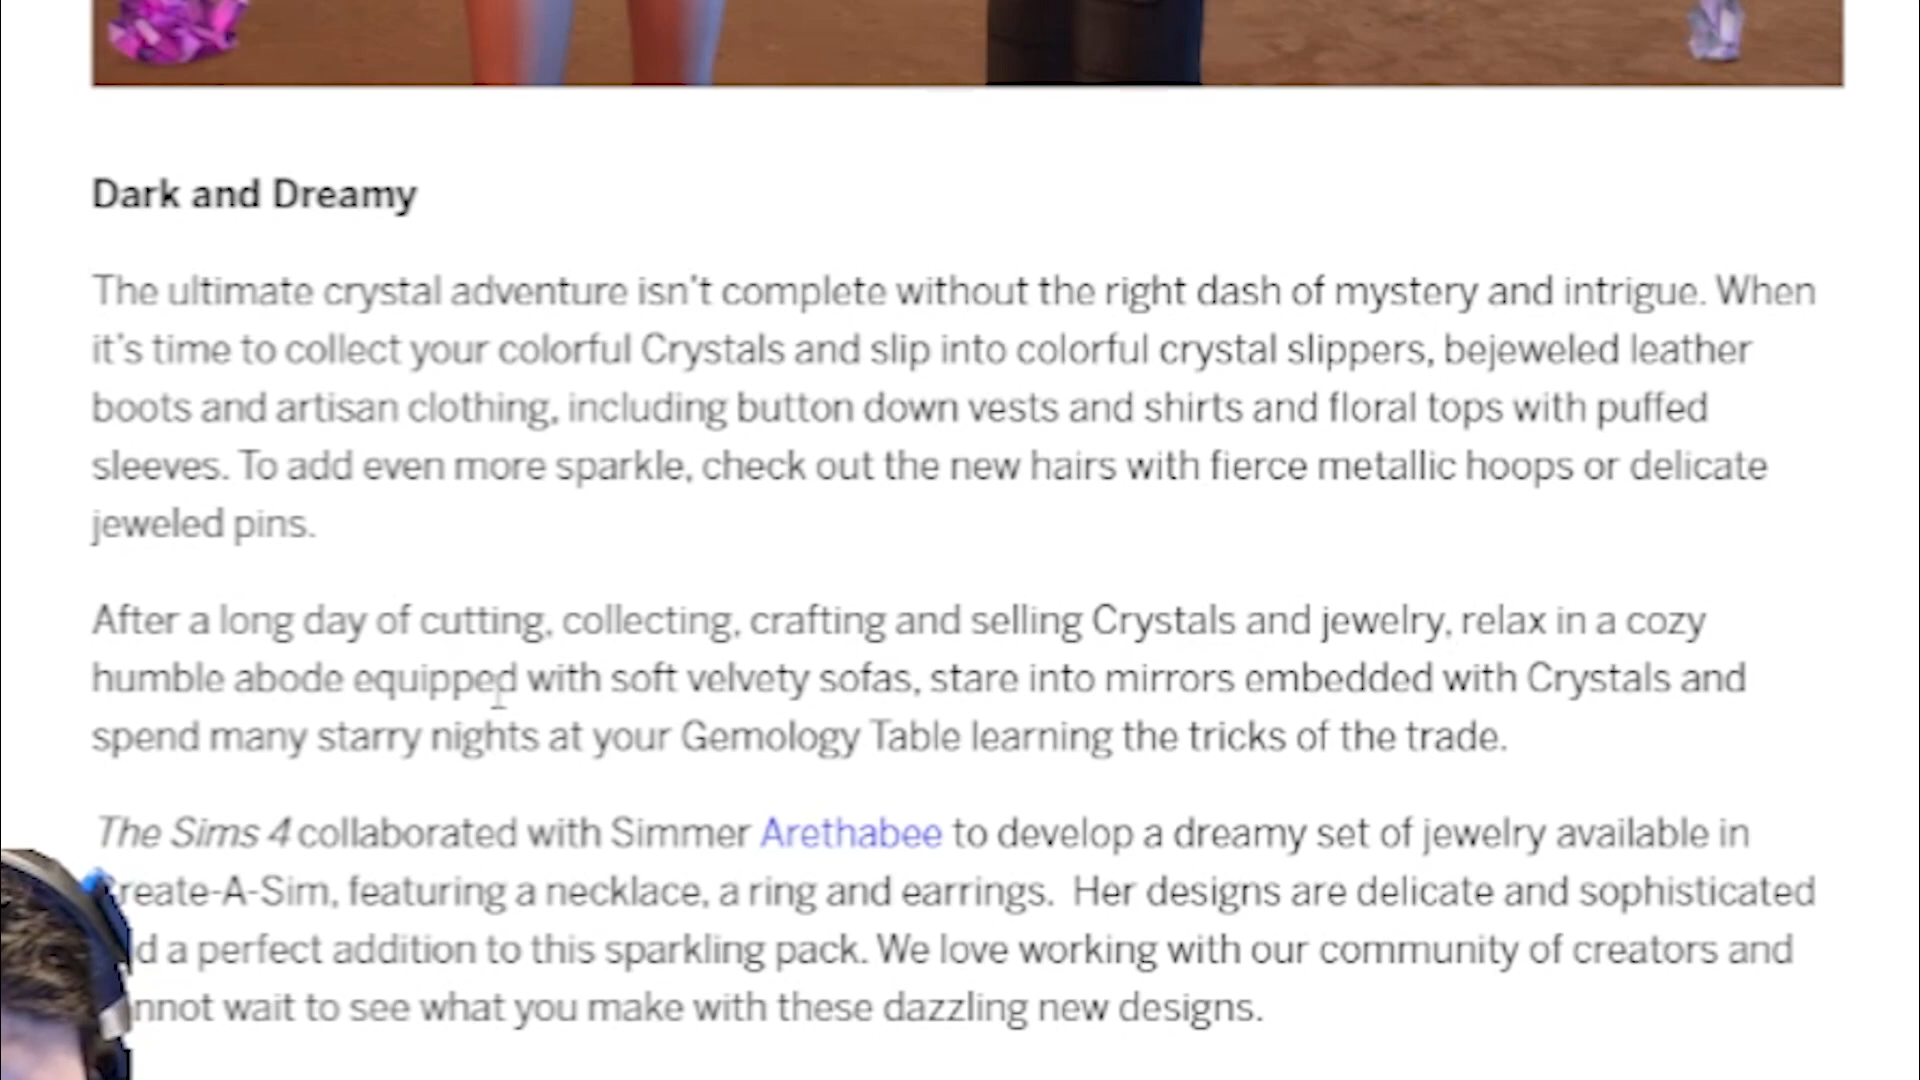 Dark and Dreamy
The ultimate crystal adventure isn't complete without the right dash of mystery and intrigue. When
it's time to collect your colorful Crystals and slip into colorful crystal slippers, bejeweled leather
boots and artisan clothing, including button down vests and shirts and floral tops with puffed
sleeves. To add even more sparkle, check out the new hairs with fierce metallic hoops or delicate
jeweled pins.
After a long day of cutting, collecting, crafting and selling Crystals and jewelry, relax in a cozy
humble abode equipped with soft velvety sofas, stare into mirrors embedded with Crystals and
spend many starry nights at your Gemology Table learning the tricks of the trade.
The Sims 4 collaborated with Simmer Arethabee to develop a dreamy set of jewelry available in
reate-A-Sim, featuring a necklace, a ring and earrings. Her designs are delicate and sophisticated
d a perfect addition to this sparkling pack. We love working with our community of creators and
nnot wait to see what you make with these dazzling new designs.